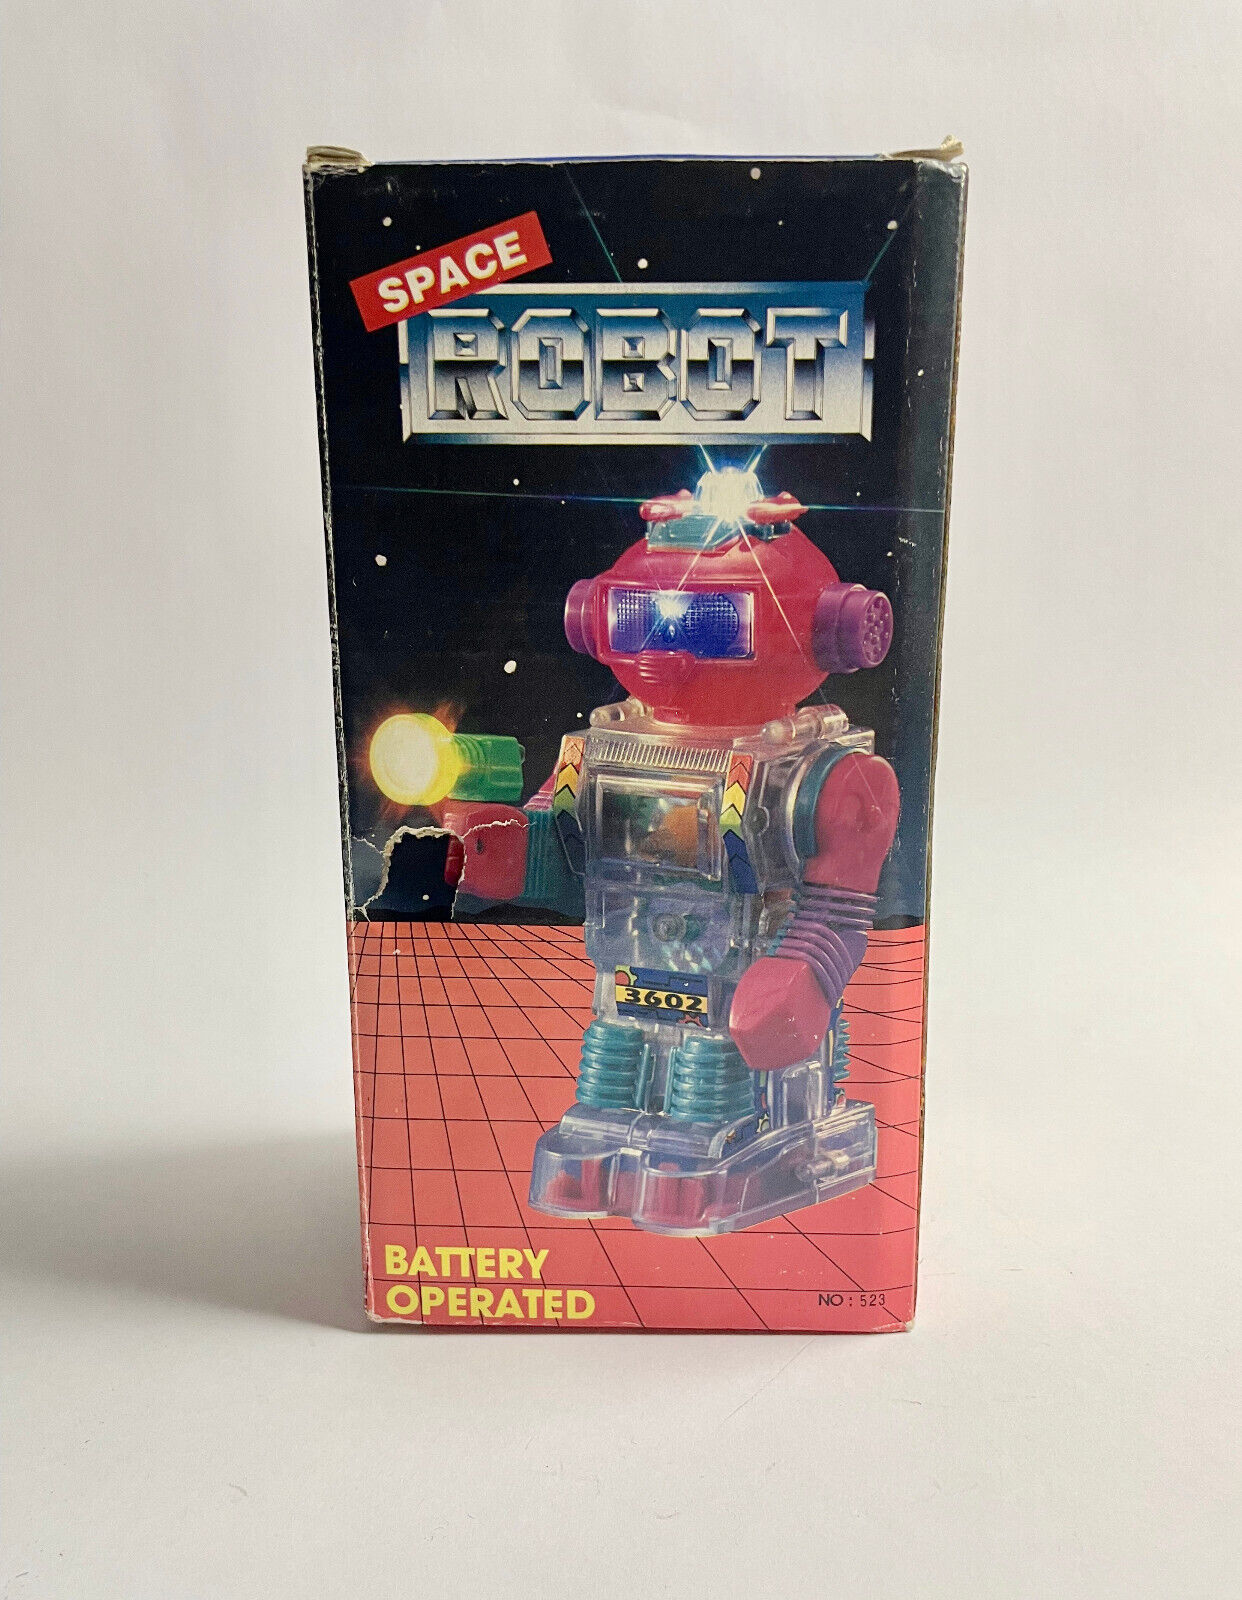 SPACE
ROBOT
3602
BATTERY
OPERATED
NO: 523